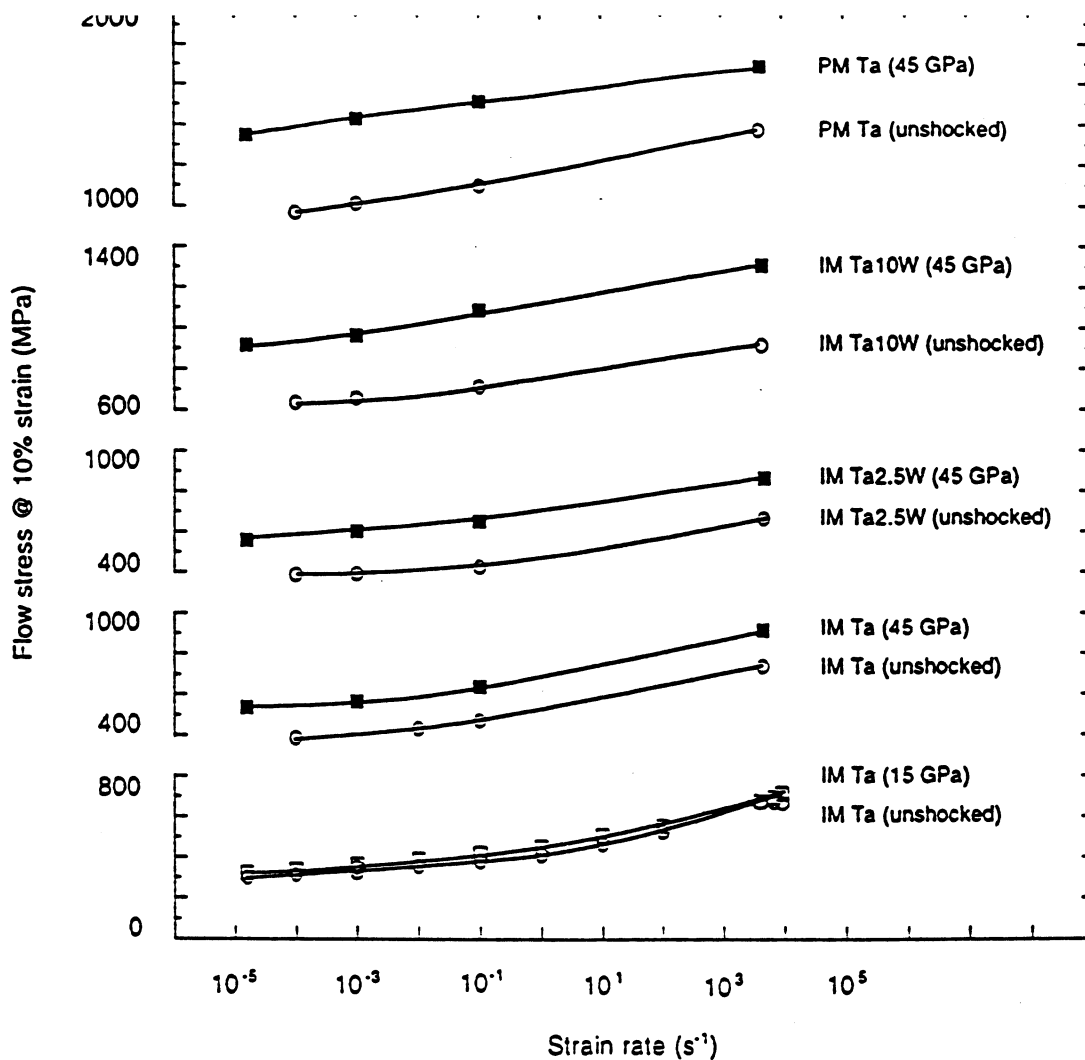 2000
PM Ta (45 GPa)
PM Ta (unshocked)
1000
1400
IM Ta10W (45 GPa)
IM Ta10W (unshocked)
600
1000
IM Ta2.5W (45 GPa)
IM Ta2.5W (unshocked)
400
1000
IM Ta (45 GPa)
IM Ta (unshocked)
400
800
IM Ta (15 GPa)
IM Ta (unshocked)
0
Flow stress @ 10% strain (MPa)
10⁻⁵ 10⁻³ 10⁻¹ 10¹ 10³ 10⁵
Strain rate (s⁻¹)